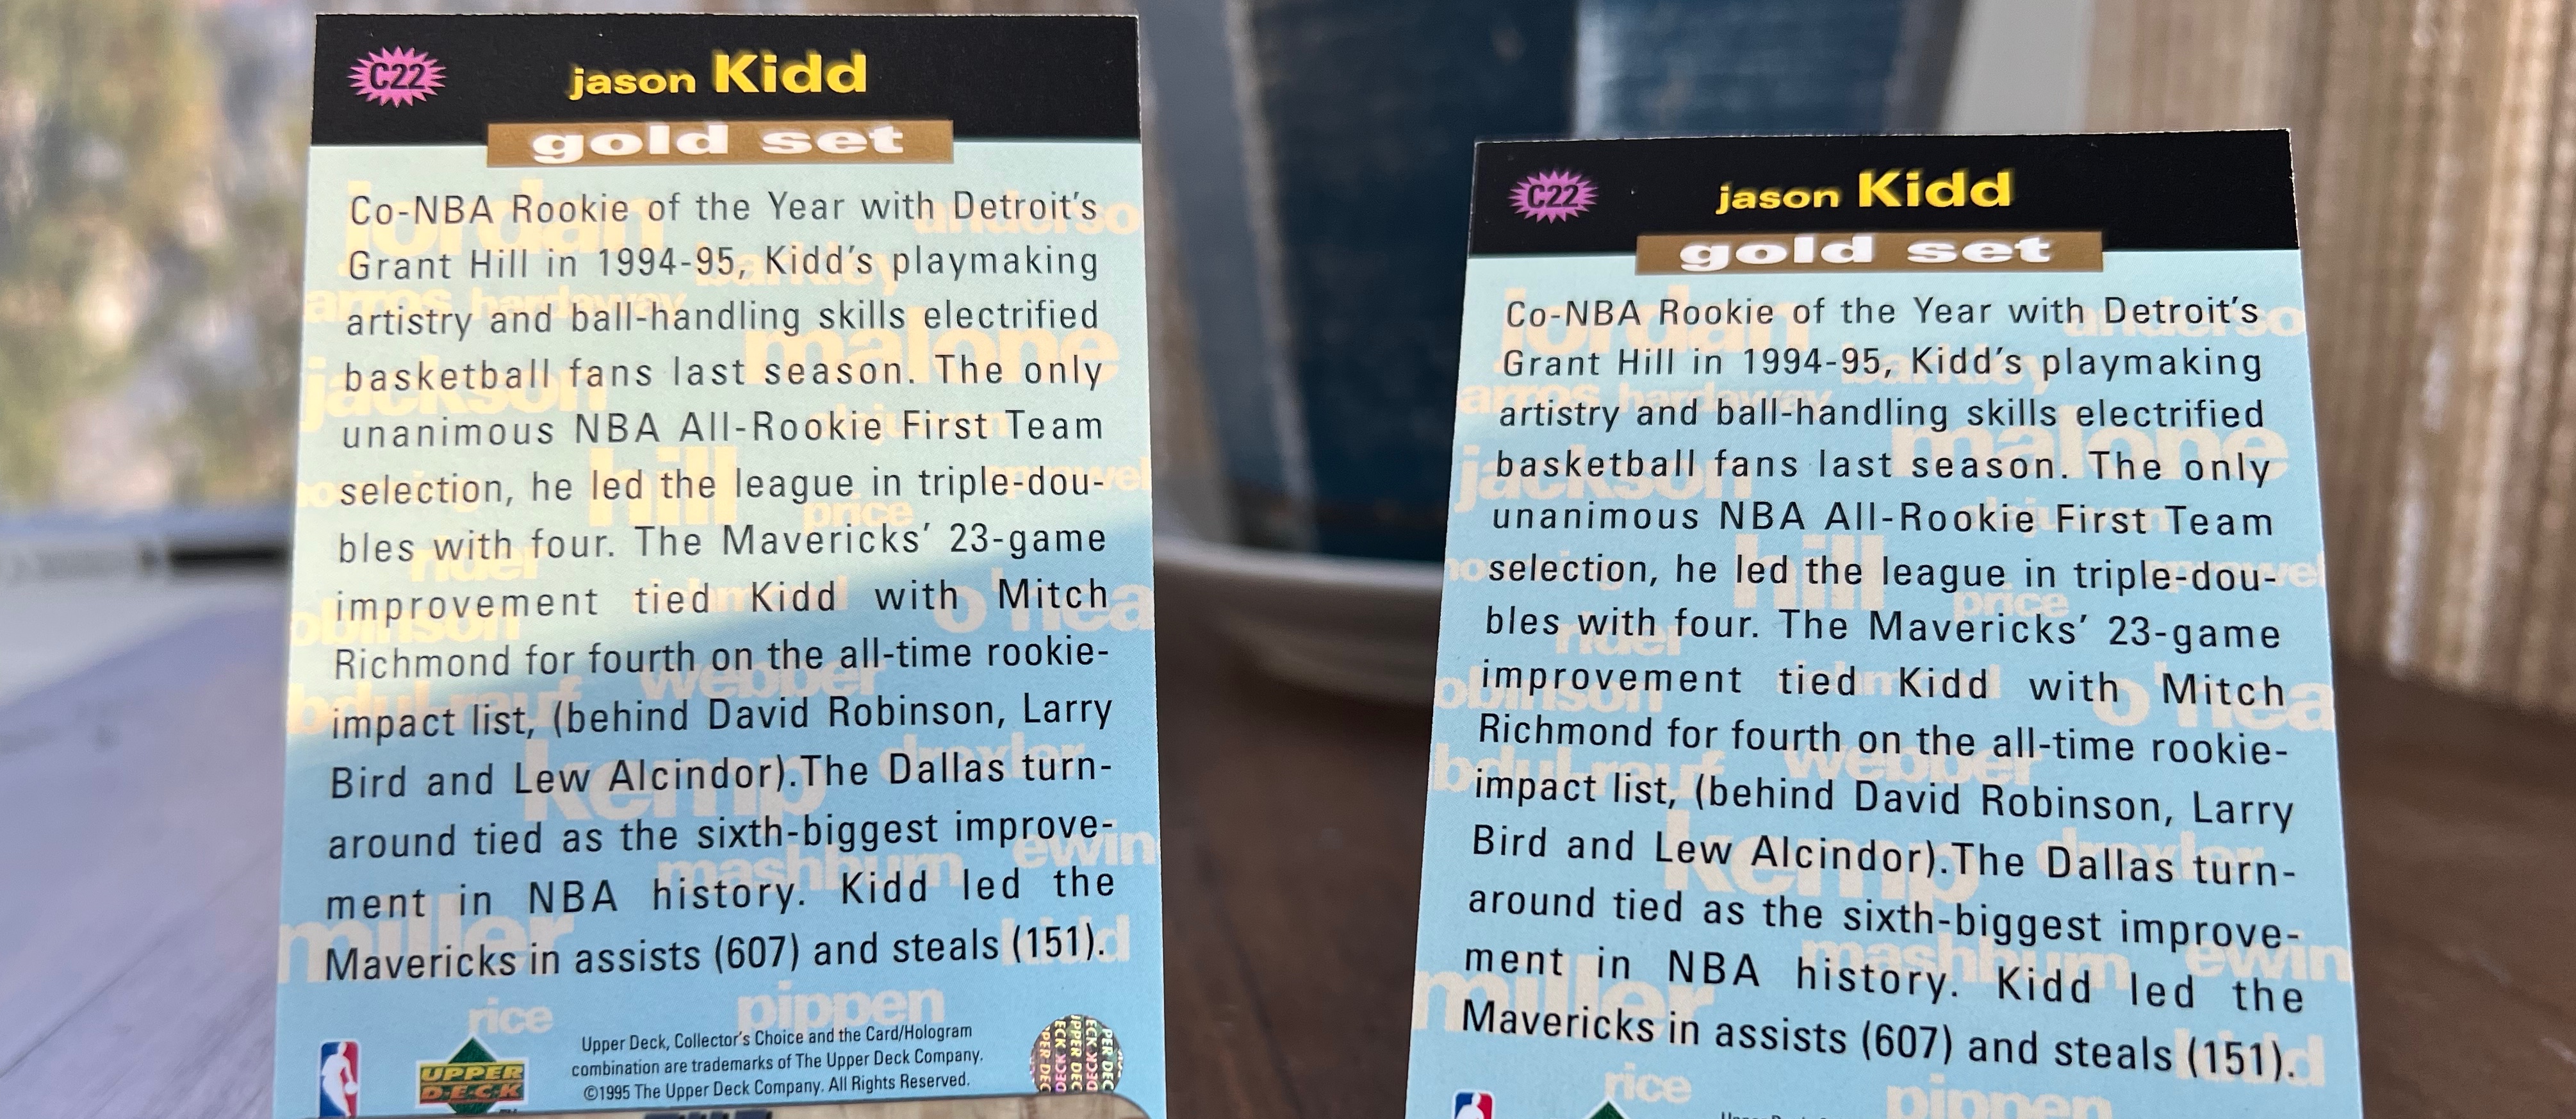 C22
jason Kidd
gold set
Co-NBA Rookie of the Year with Detroit's
Grant Hill in 1994-95, Kidd's playmaking
artistry and ball-handling skills electrified
basketball fans last season. The only
unanimous NBA All-Rookie First Team
selection, he led the league in triple-dou-
bles with four. The Mavericks' 23-game
improvement tied Kidd with Mitch
Richmond for fourth on the all-time rookie-
impact list, (behind David Robinson, Larry
Bird and Lew Alcindor).The Dallas turn-
around tied as the sixth-biggest improve-
ment in NBA history. Kidd led the
Mavericks in assists (607) and steals (151).
rice pippen
Upper Deck, Collector's Choice and the Card/Hologram
combination are trademarks of The Upper Deck Company.
©1995 The Upper Deck Company. All Rights Reserved.
UPPER
DECK
C22
jason Kidd
gold set
Co-NBA Rookie of the Year with Detroit's
Grant Hill in 1994-95, Kidd's playmaking
artistry and ball-handling skills electrified
basketball fans last season. The only
unanimous NBA All-Rookie First Team
selection, he led the league in triple-dou-
bles with four. The Mavericks' 23-game
improvement tied Kidd with Mitch
Richmond for fourth on the all-time rookie-
impact list, (behind David Robinson, Larry
Bird and Lew Alcindor).The Dallas turn-
around tied as the sixth-biggest improve-
ment in NBA history. Kidd led the
Mavericks in assists (607) and steals (151).
rice pippen